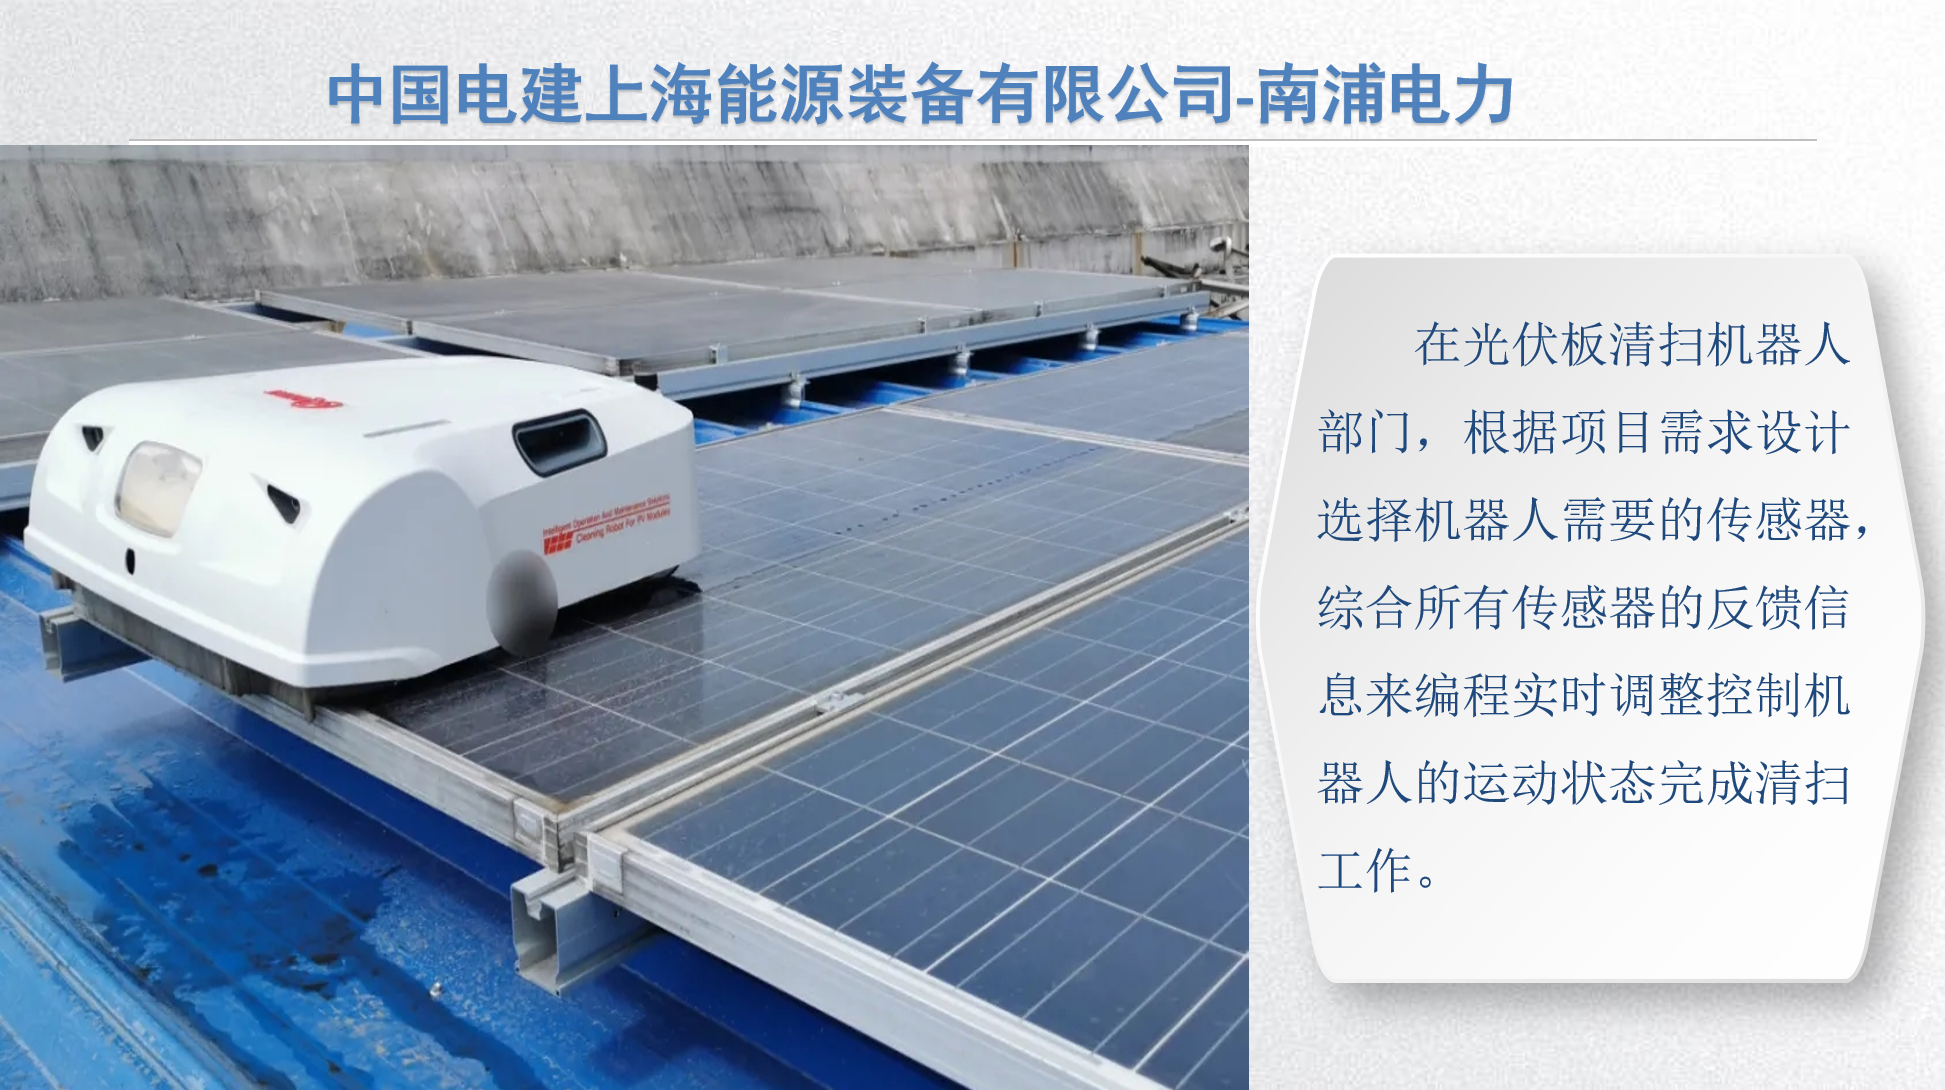 中国电建上海能源装备有限公司-南浦电力
Intelligent Operation And Maintenance Solutions
Cleaning Robot For PV Modules
在光伏板清扫机器人
部门，根据项目需求设计
选择机器人需要的传感器，
综合所有传感器的反馈信
息来编程实时调整控制机
器人的运动状态完成清扫
工作。